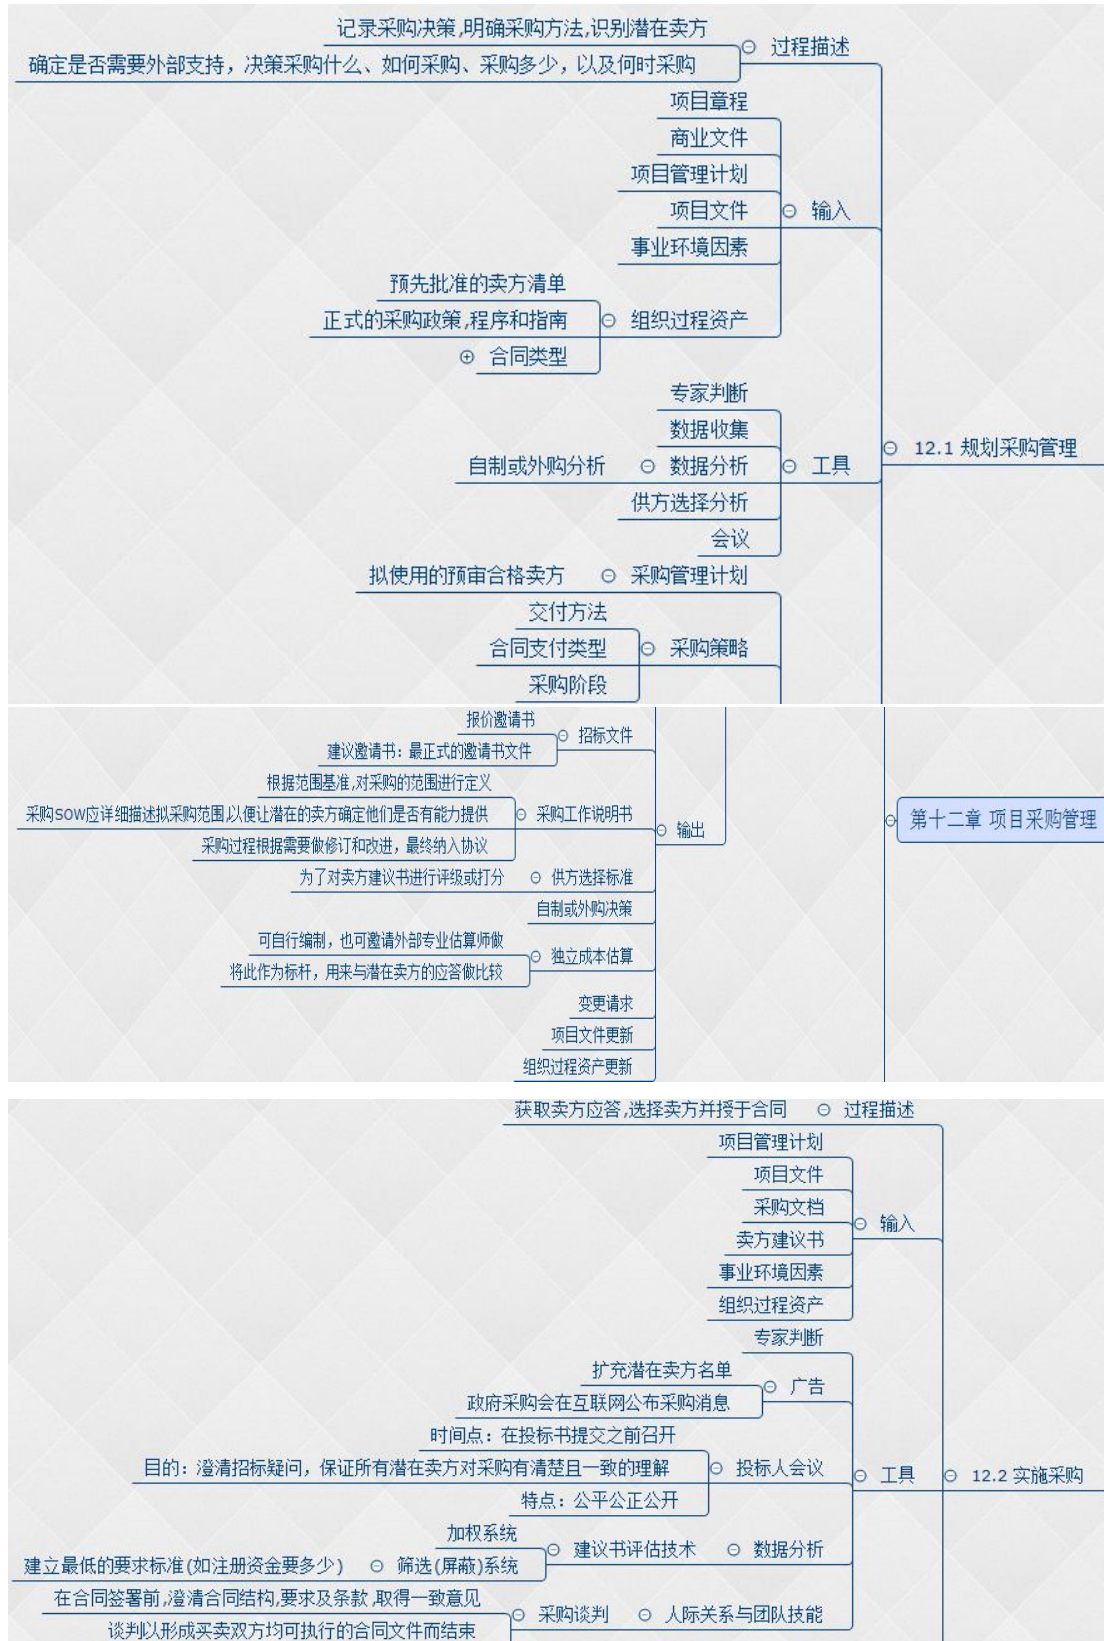 记录采购决策,明确采购方法,识别潜在卖方
过程描述
确定是否需要外部支持，决策采购什么、如何采购、采购多少，以及何时采购
项目章程
商业文件
项目管理计划
项目文件
输入
事业环境因素
预先批准的卖方清单
正式的采购政策,程序和指南
组织过程资产
合同类型
专家判断
数据收集
12.1 规划采购管理
自制或外购分析
数据分析
工具
供方选择分析
会议
拟使用的预审合格卖方
采购管理计划
交付方法
合同支付类型
采购策略
采购阶段
报价邀请书
招标文件
建议邀请书：最正式的邀请书文件
根据范围基准,对采购的范围进行定义
采购SOW应详细描述拟采购范围,以便让潜在的卖方确定他们是否有能力提供
采购工作说明书
输出
第十二章 项目采购管理
采购过程根据需要做修订和改进，最终纳入协议
为了对卖方建议书进行评级或打分
供方选择标准
自制或外购决策
可自行编制，也可邀请外部专业估算师做
独立成本估算
将此作为标杆，用来与潜在卖方的应答做比较
变更请求
项目文件更新
组织过程资产更新
获取卖方应答,选择卖方并授于合同
过程描述
项目管理计划
项目文件
采购文档
输入
卖方建议书
事业环境因素
组织过程资产
专家判断
扩充潜在卖方名单
广告
政府采购会在互联网公布采购消息
时间点：在投标书提交之前召开
目的：澄清招标疑问，保证所有潜在卖方对采购有清楚且一致的理解
投标人会议
工具
12.2 实施采购
特点：公平公正公开
加权系统
建议书评估技术
数据分析
建立最低的要求标准(如注册资金要多少)
筛选(屏蔽)系统
在合同签署前,澄清合同结构,要求及条款,取得一致意见
采购谈判
人际关系与团队技能
谈判以形成买卖双方均可执行的合同文件而结束